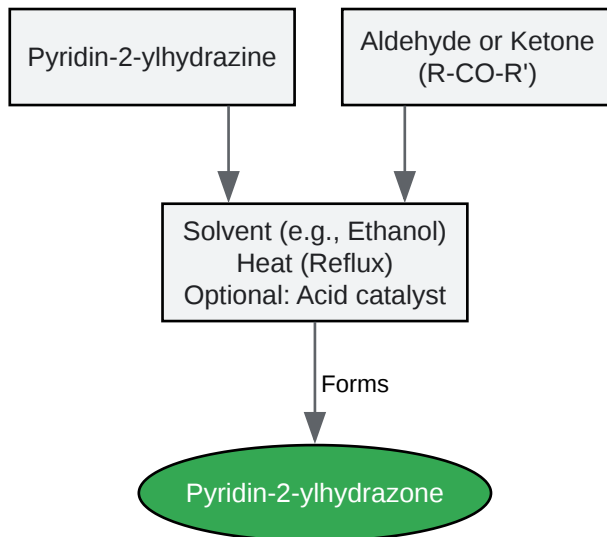 Pyridin-2-ylhydrazine
Aldehyde or Ketone
(R-CO-R')
Solvent (e.g., Ethanol)
Heat (Reflux)
Optional: Acid catalyst
Forms
Pyridin-2-ylhydrazone